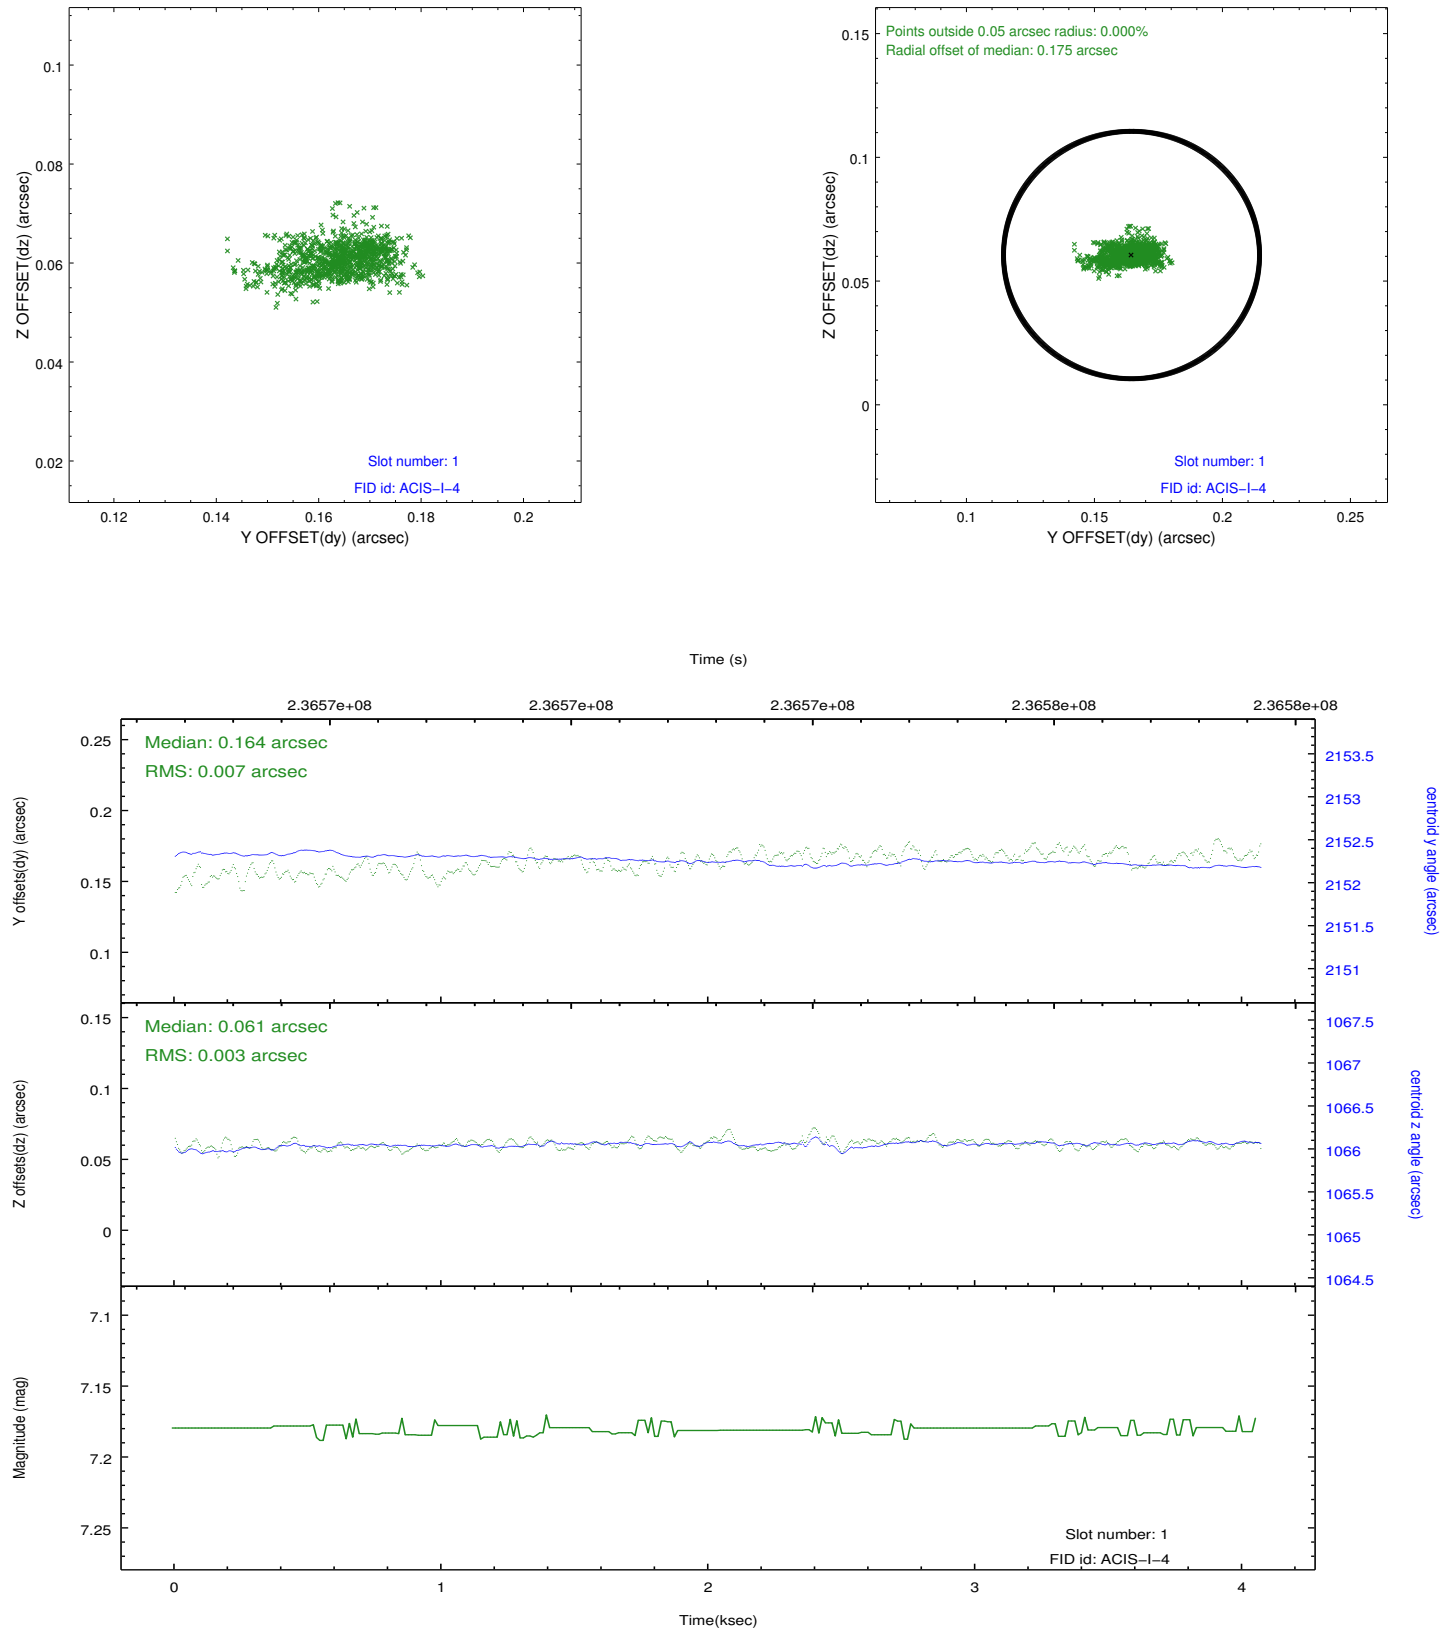 0.1
0.08
0.06
0.04
0.02
Z OFFSET(dz) (arcsec)
Slot number: 1
FID id: ACIS−I−4
0.12 0.14 0.16 0.18 0.2
Y OFFSET(dy) (arcsec)
Points outside 0.05 arcsec radius: 0.000%
Radial offset of median: 0.175 arcsec
0.15
0.1
0.05
0
Z OFFSET(dz) (arcsec)
Slot number: 1
FID id: ACIS−I−4
0.1 0.15 0.2 0.25
Y OFFSET(dy) (arcsec)
Time (s)
2.3657e+08 2.3657e+08 2.3657e+08 2.3658e+08 2.3658e+08
Median: 0.164 arcsec
RMS: 0.007 arcsec
0.25
0.2
0.15
0.1
Y offsets(dy) (arcsec)
2153.5
2153
2152.5
2152
2151.5
2151
centroid y angle (arcsec)
Median: 0.061 arcsec
RMS: 0.003 arcsec
0.15
0.1
0.05
0
Z offsets(dz) (arcsec)
1067.5
1067
1066.5
1066
1065.5
1065
1064.5
centroid z angle (arcsec)
7.1
7.15
7.2
7.25
Magnitude (mag)
Slot number: 1
FID id: ACIS−I−4
0 1 2 3 4
Time(ksec)